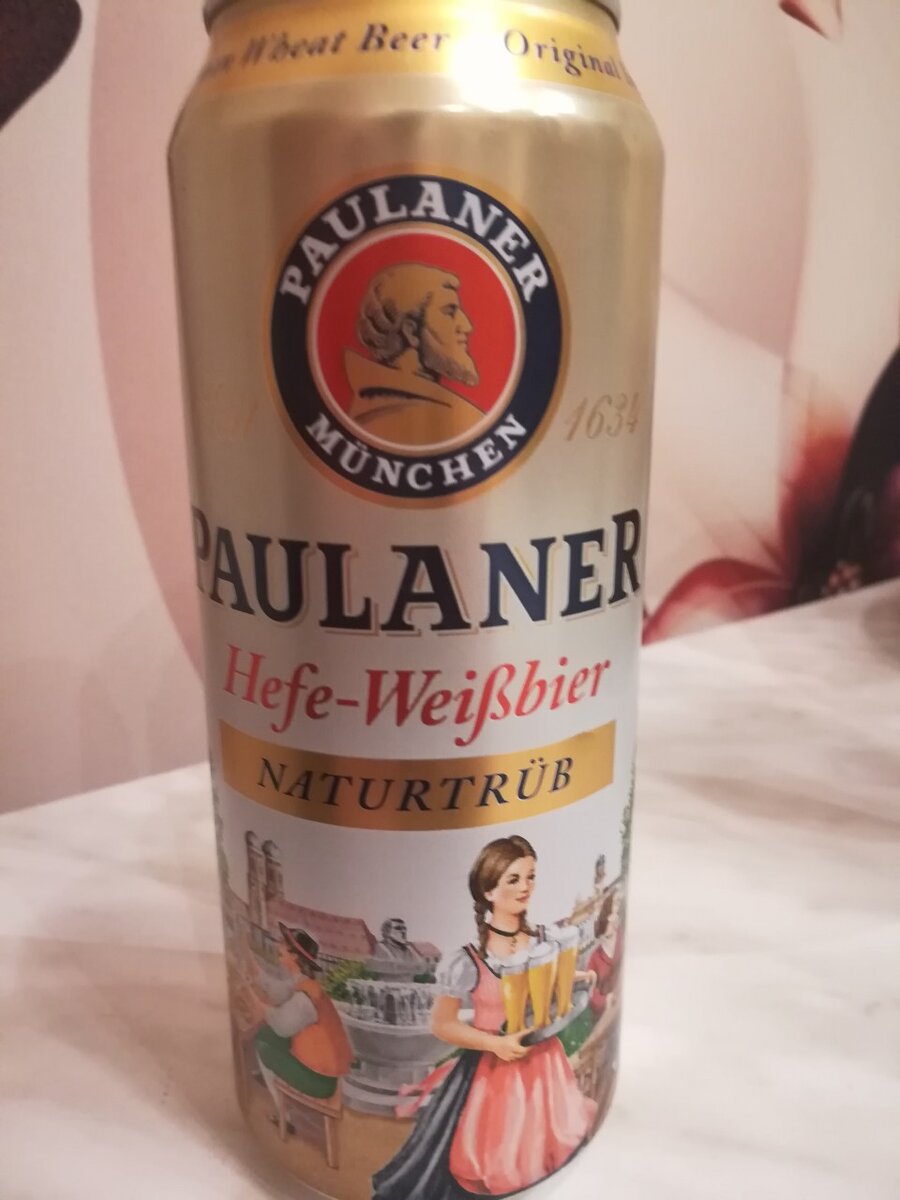 Wheat Beer Original
PAULANER
MÜNCHEN
1634
PAULANER
Hefe-Weißbier
NATURTRÜB